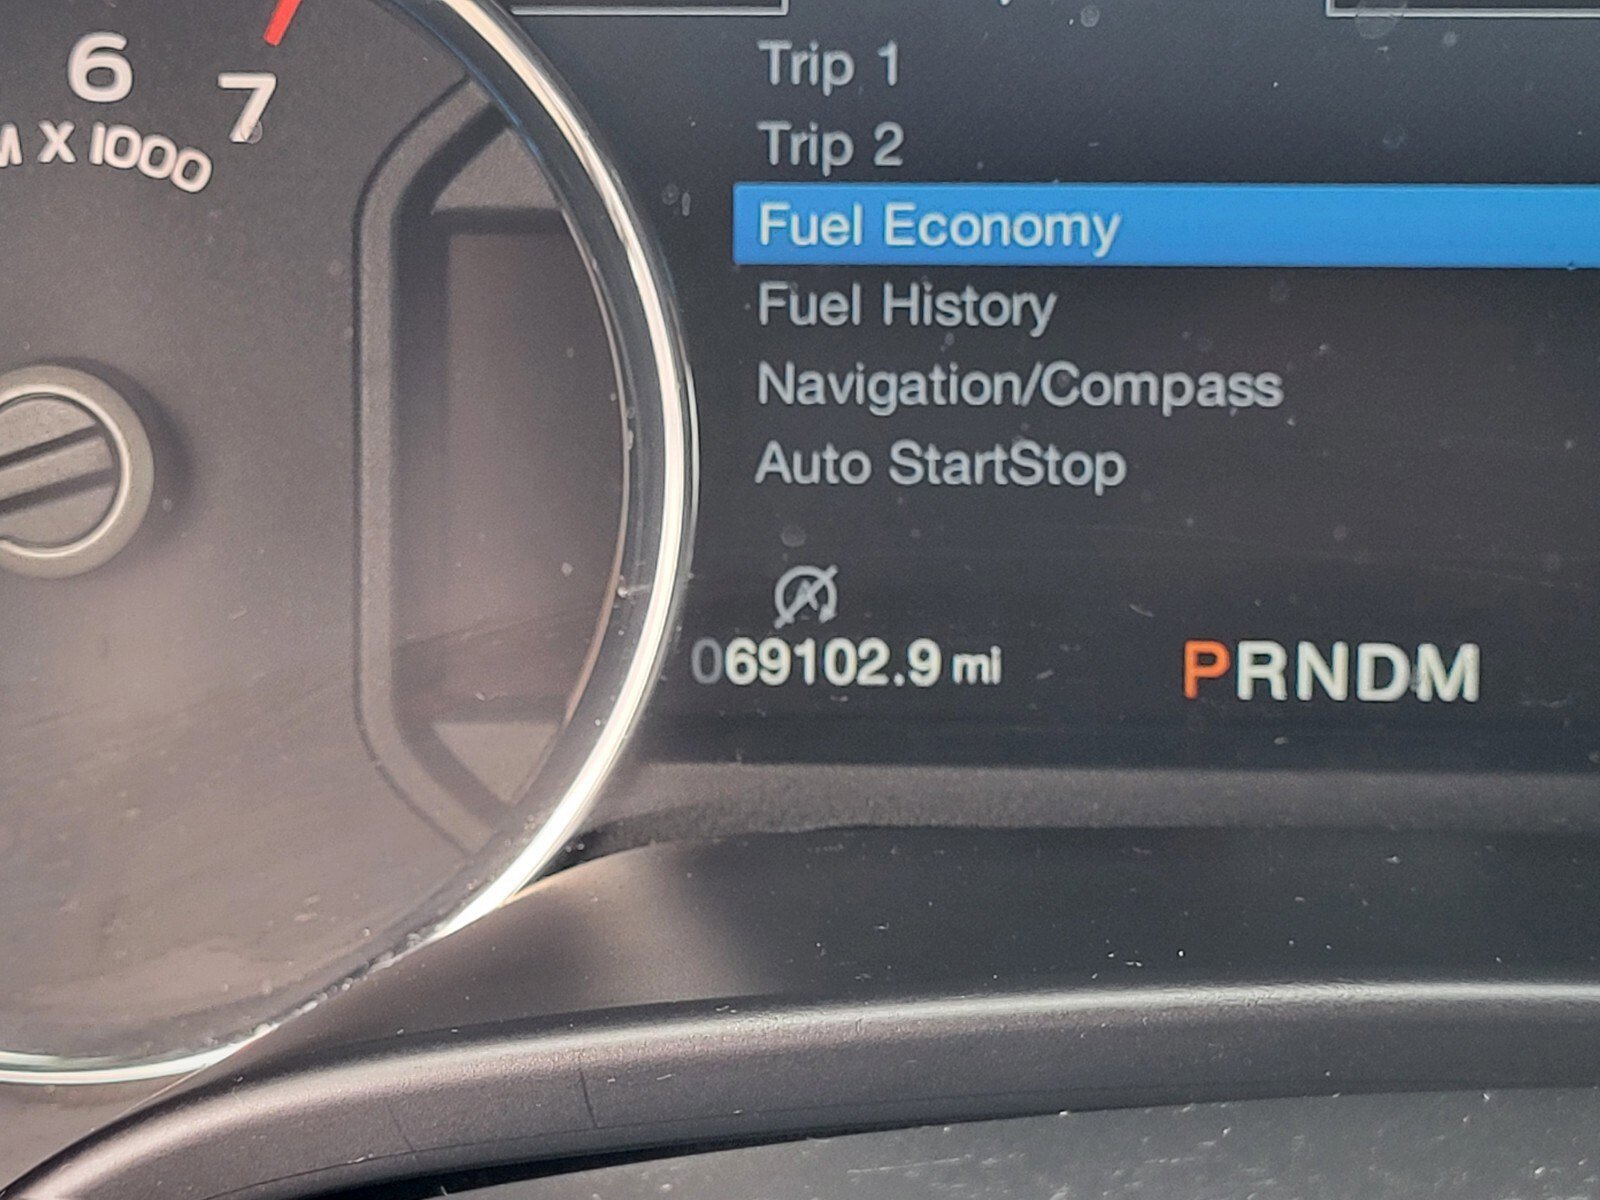 6
7
X 1000
Trip 1
Trip 2
Fuel Economy
Fuel History
Navigation/Compass
Auto StartStop
A
069102.9 mi
PRNDM